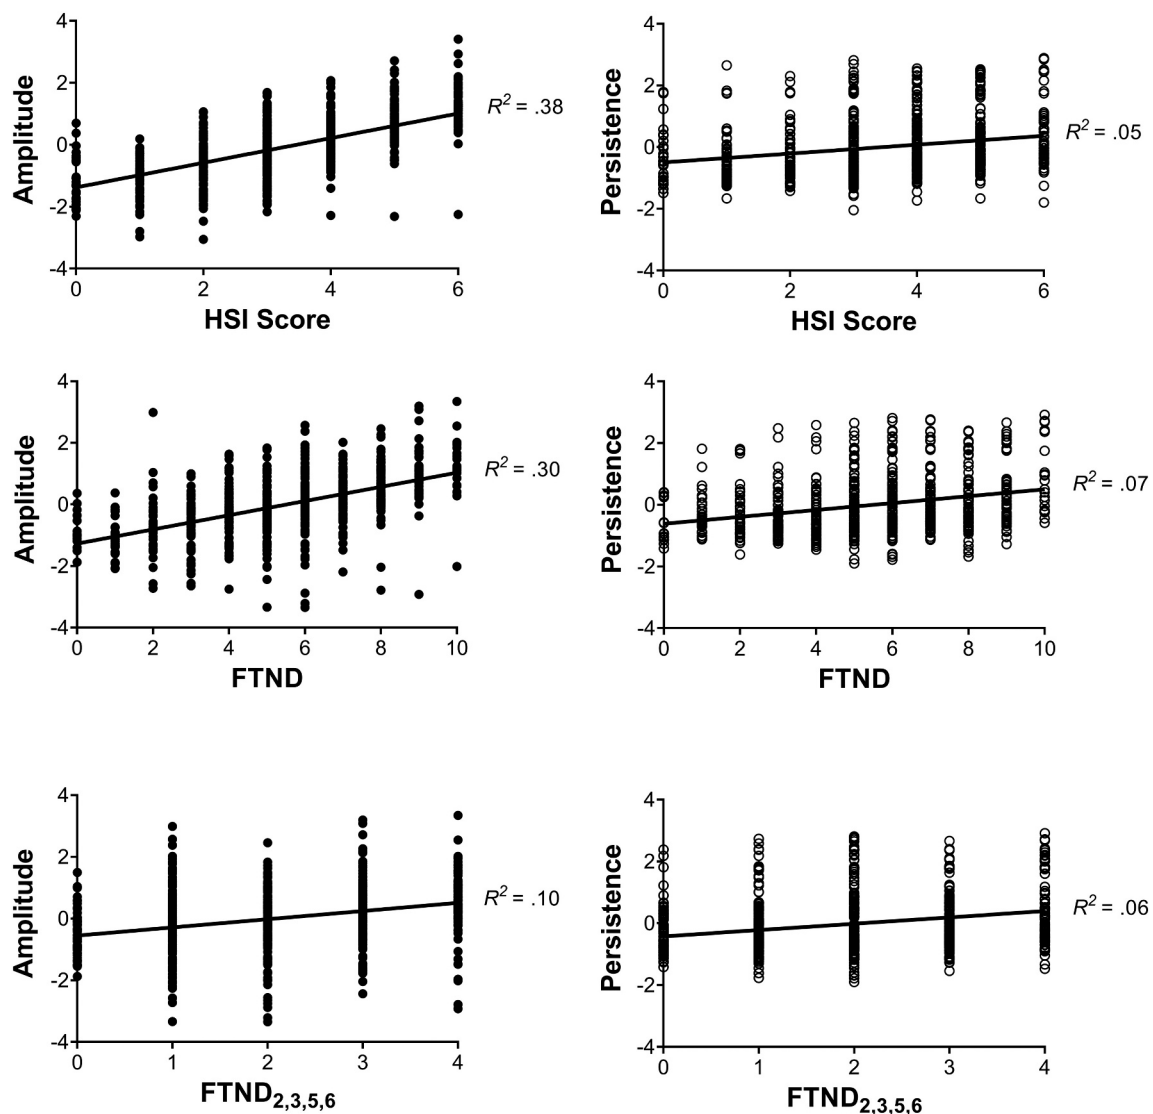 4
2
0
-2
-4
Amplitude
0 2 4 6
HSI Score
R² = .38
4
2
0
-2
-4
Persistence
0 2 4 6
HSI Score
R² = .05
4
2
0
-2
-4
Amplitude
0 2 4 6 8 10
FTND
R² = .30
4
2
0
-2
-4
Persistence
0 2 4 6 8 10
FTND
R² = .07
4
2
0
-2
-4
Amplitude
0 1 2 3 4
FTND₂,₃,₅,₆
R² = .10
4
2
0
-2
-4
Persistence
0 1 2 3 4
FTND₂,₃,₅,₆
R² = .06